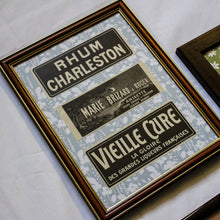 RHUM
CHARLESTON
MARIE BRIZARD & ROGER
VIEILLE CURE
LA GLOIRE
DES GRANDES LIQUEURS FRANÇAISES